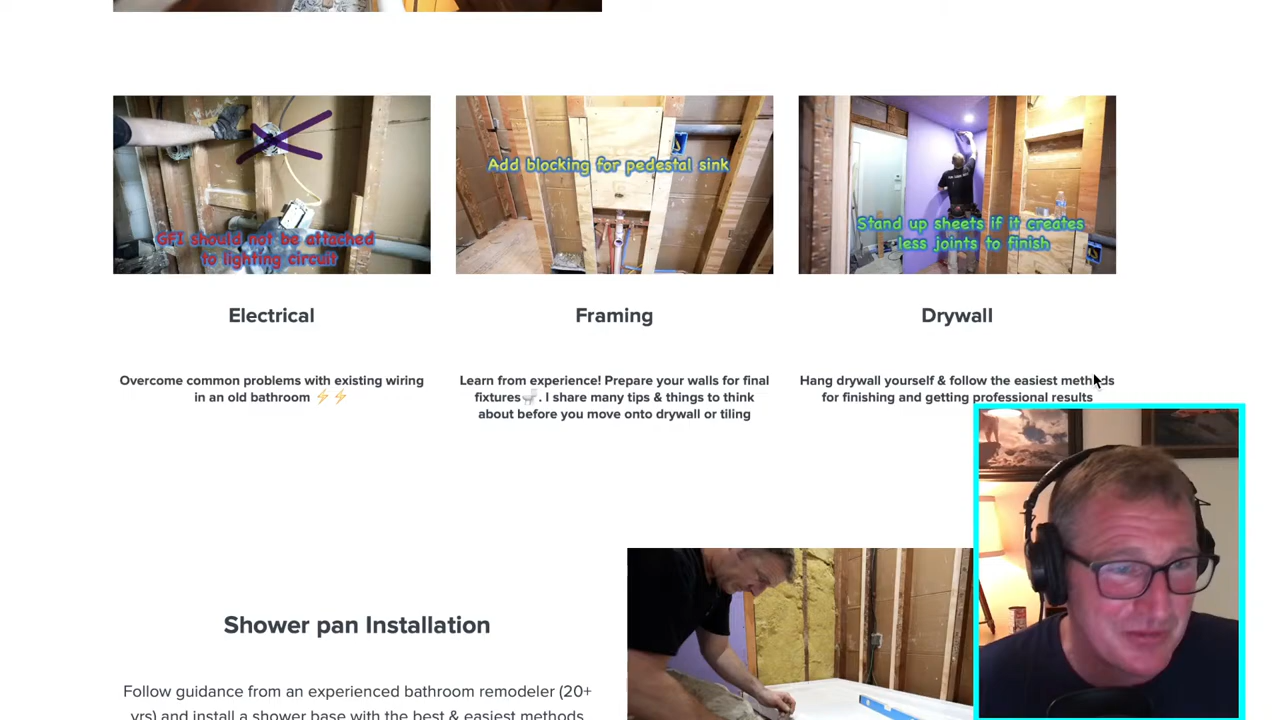 GFI should not be attached
to lighting circuit
Add blocking for pedestal sink
Stand up sheets if it creates
less joints to finish
Electrical
Framing
Drywall
Overcome common problems with existing wiring
in an old bathroom ⚡⚡
Learn from experience! Prepare your walls for final
fixtures🚽. I share many tips & things to think
about before you move onto drywall or tiling
Hang drywall yourself & follow the easiest methods
for finishing and getting professional results
Shower pan Installation
Follow guidance from an experienced bathroom remodeler (20+
yrs) and install a shower base with the best & easiest methods